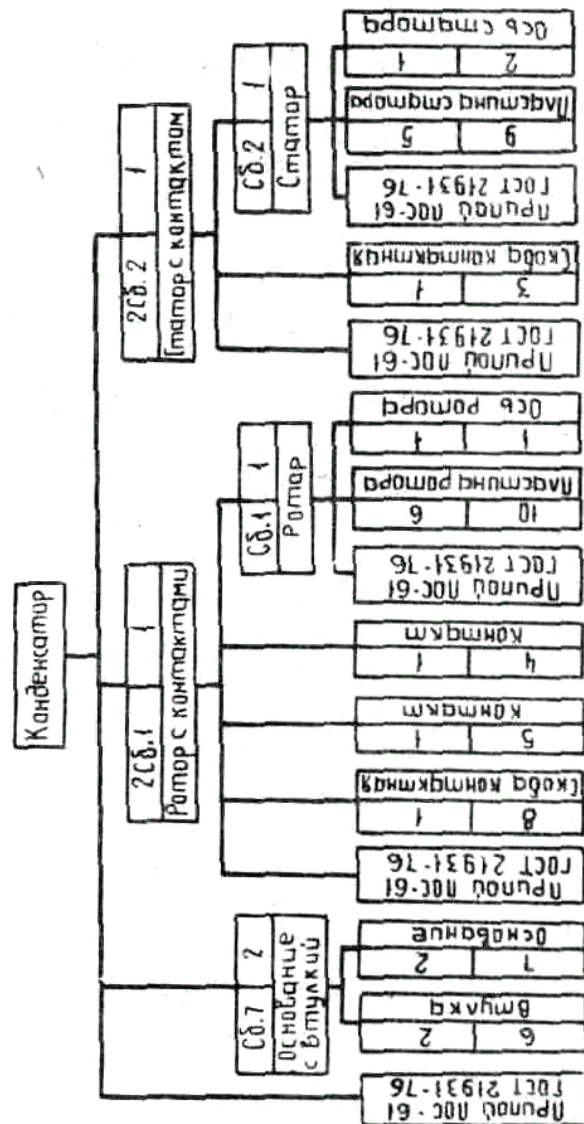 Конденсатор
2Сб.1 1
Ротор с контактами
2Сб.2 1
Статор с контактам
Сб.7 2
Основание
с втулкий
Сб.1 1
Ротор
Сб.2 1
Статор
Припой ПОС-61
ГОСТ 21931-76
6 2
Втулка
7 2
Основание
Припой ПОС-61
ГОСТ 21931-76
8 1
Скоба контактная
5 1
Контакт
4 1
Контакт
Припой ПОС-61
ГОСТ 21931-76
10 6
Пластина ротора
1 1
Ось ротора
Припой ПОС-61
ГОСТ 21931-76
3 1
Скоба контактная
Припой ПОС-61
ГОСТ 21931-76
9 5
Пластина статора
2 1
Ось статора